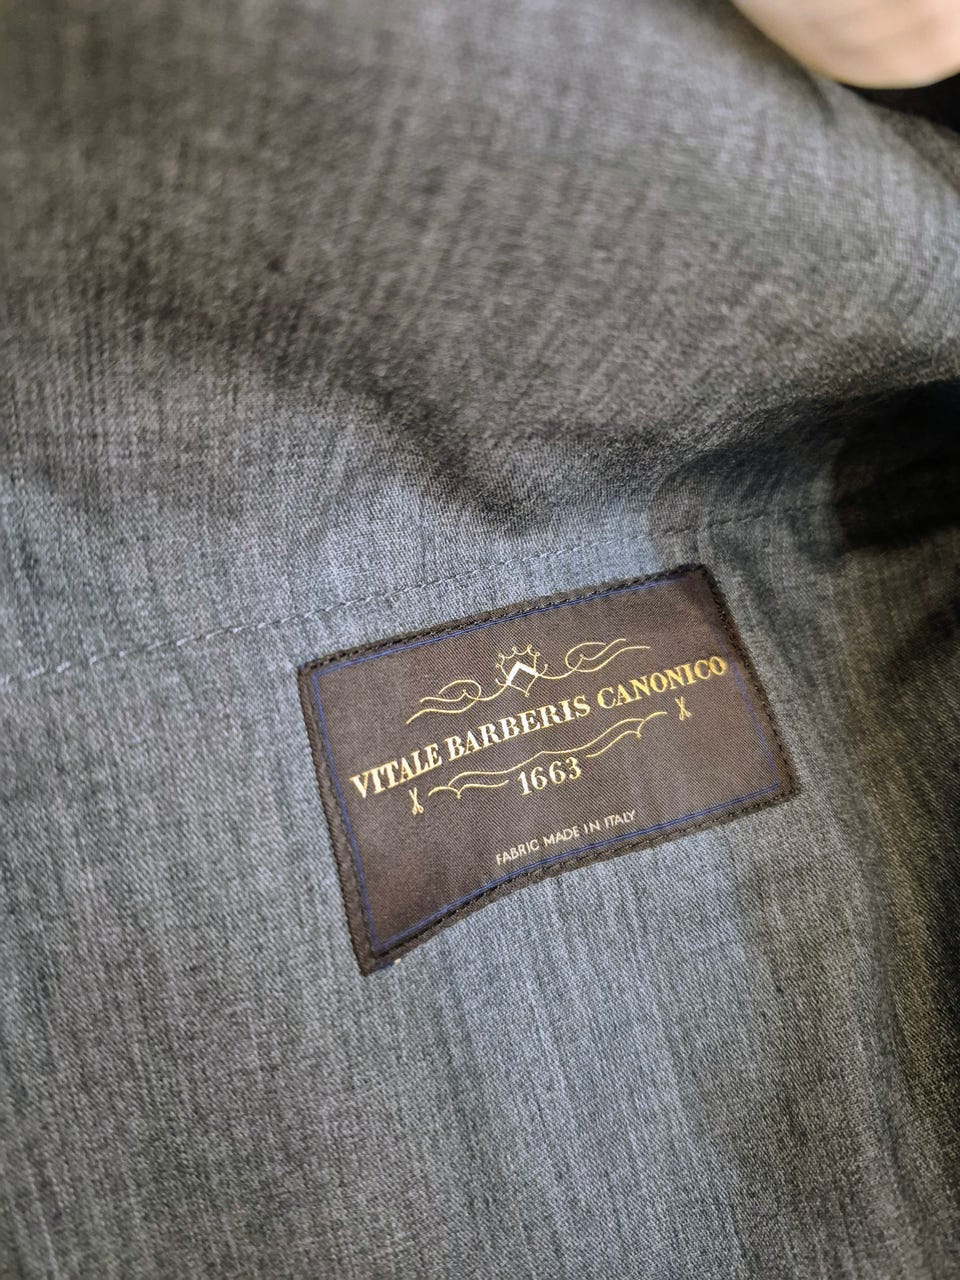 VITALE BARBERIS CANONICO
1663
FABRIC MADE IN ITALY